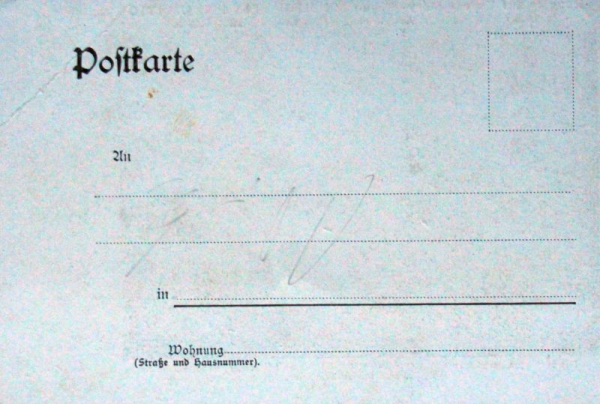 Postkarte
An
in
Wohnung
(Straße und Hausnummer).